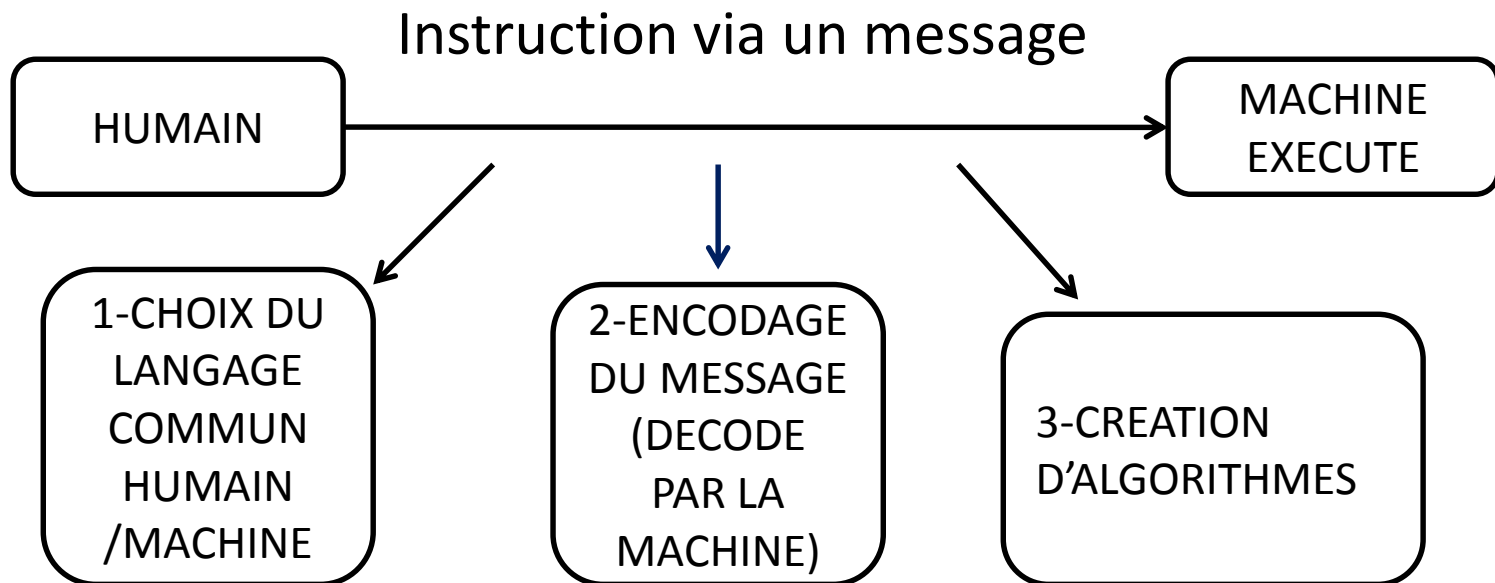 Instruction via un message
HUMAIN
MACHINE
EXECUTE
1-CHOIX DU
LANGAGE
COMMUN
HUMAIN
/MACHINE
2-ENCODAGE
DU MESSAGE
(DECODE
PAR LA
MACHINE)
3-CREATION
D’ALGORITHMES